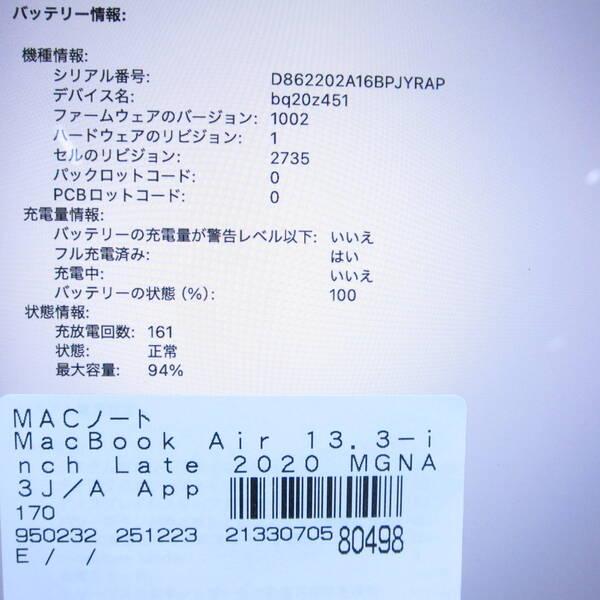 バッテリー情報:
機種情報:
シリアル番号: D862202A16BPJYRAP
デバイス名: bq20z451
ファームウェアのバージョン: 1002
ハードウェアのリビジョン: 1
セルのリビジョン: 2735
パックロットコード: 0
PCBロットコード: 0
充電量情報:
バッテリーの充電量が警告レベル以下: いいえ
フル充電済み: はい
充電中: いいえ
バッテリーの状態（%）: 100
状態情報:
充放電回数: 161
状態: 正常
最大容量: 94%
MACノート
MacBook Air 13.3-i
nch Late 2020 MGNA
3J/A App
170
950232 251223 21330705 80498
E / /